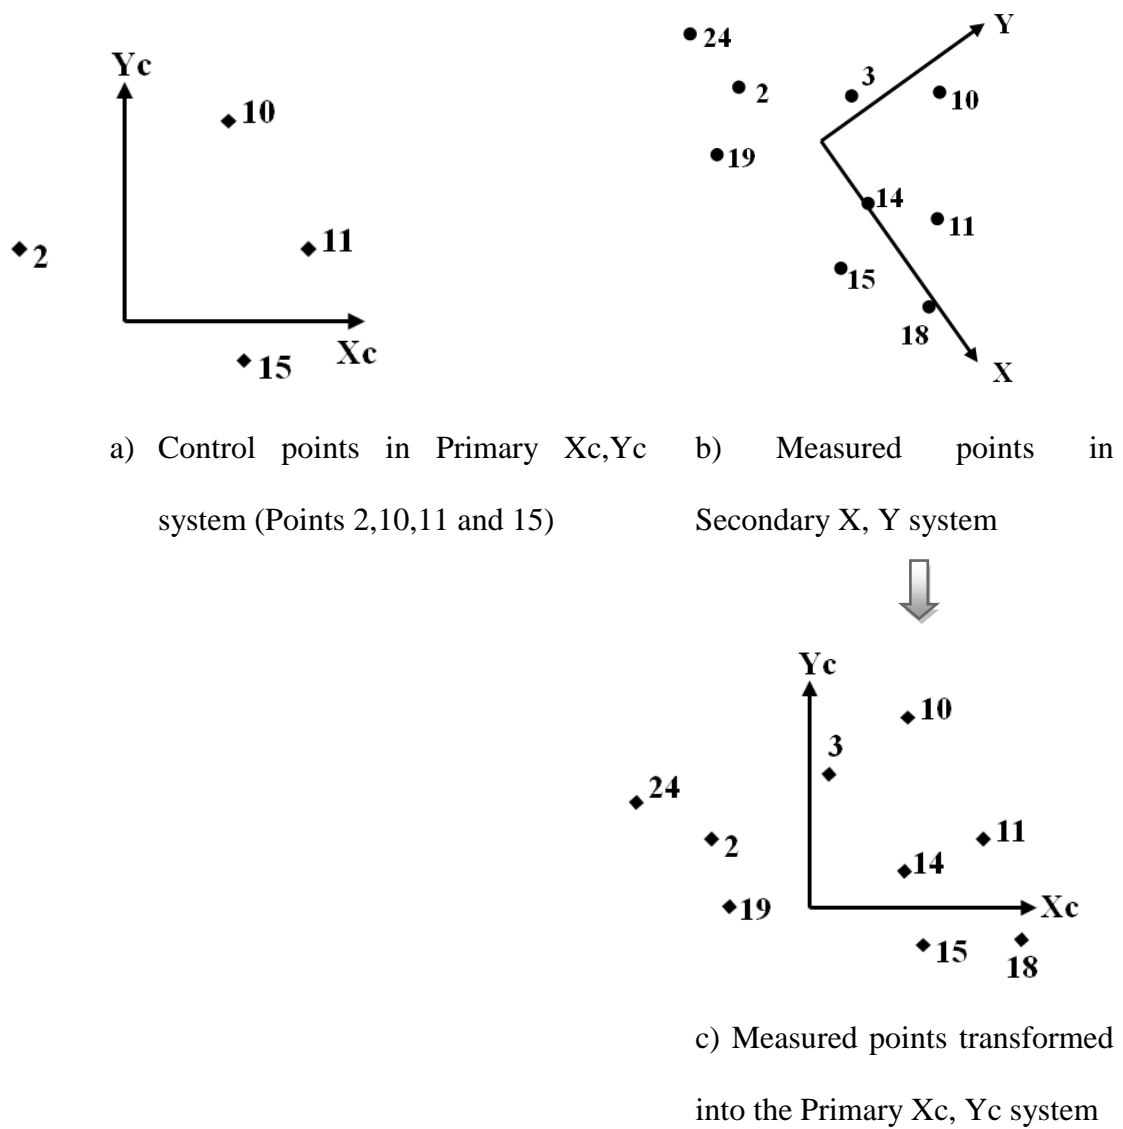 Yc
10
11
2
15
Xc
24
2
3
Y
10
19
14
11
15
18
X
a) Control points in Primary Xc,Yc
system (Points 2,10,11 and 15)
b) Measured points in
Secondary X, Y system
Yc
10
3
24
2
11
14
19
Xc
15
18
c) Measured points transformed
into the Primary Xc, Yc system